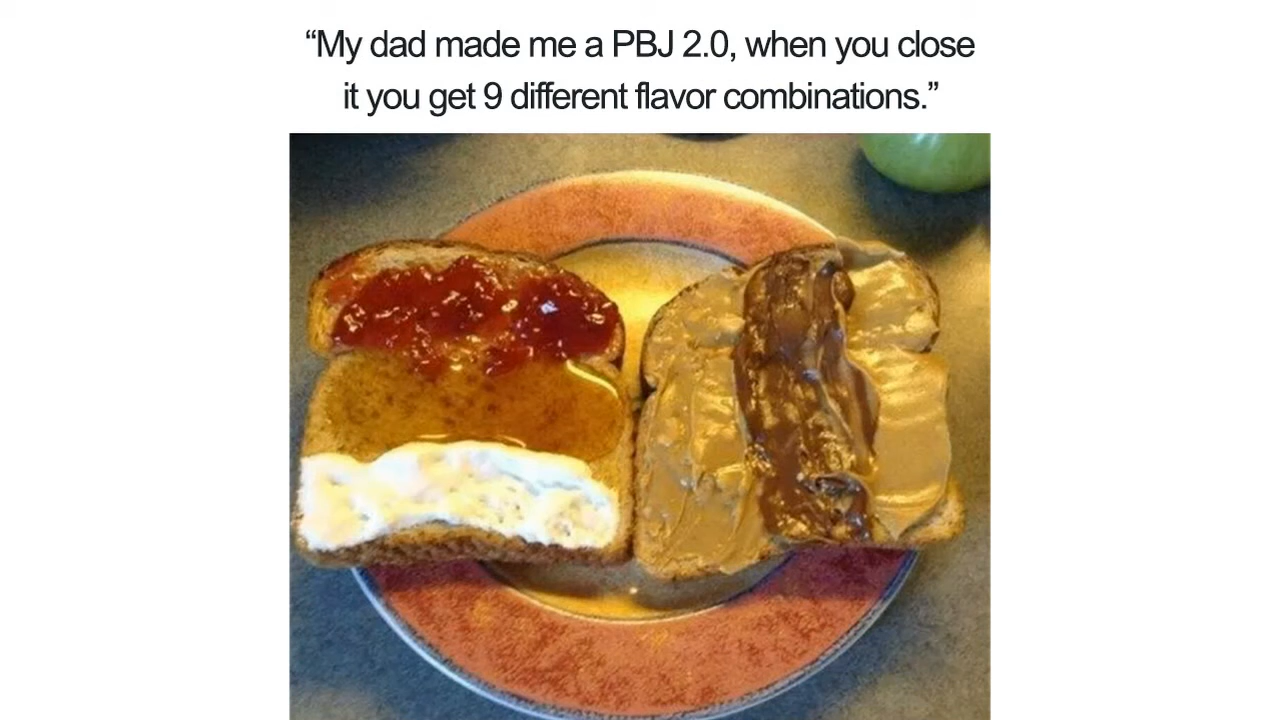 “My dad made me a PBJ 2.0, when you close
it you get 9 different flavor combinations.”